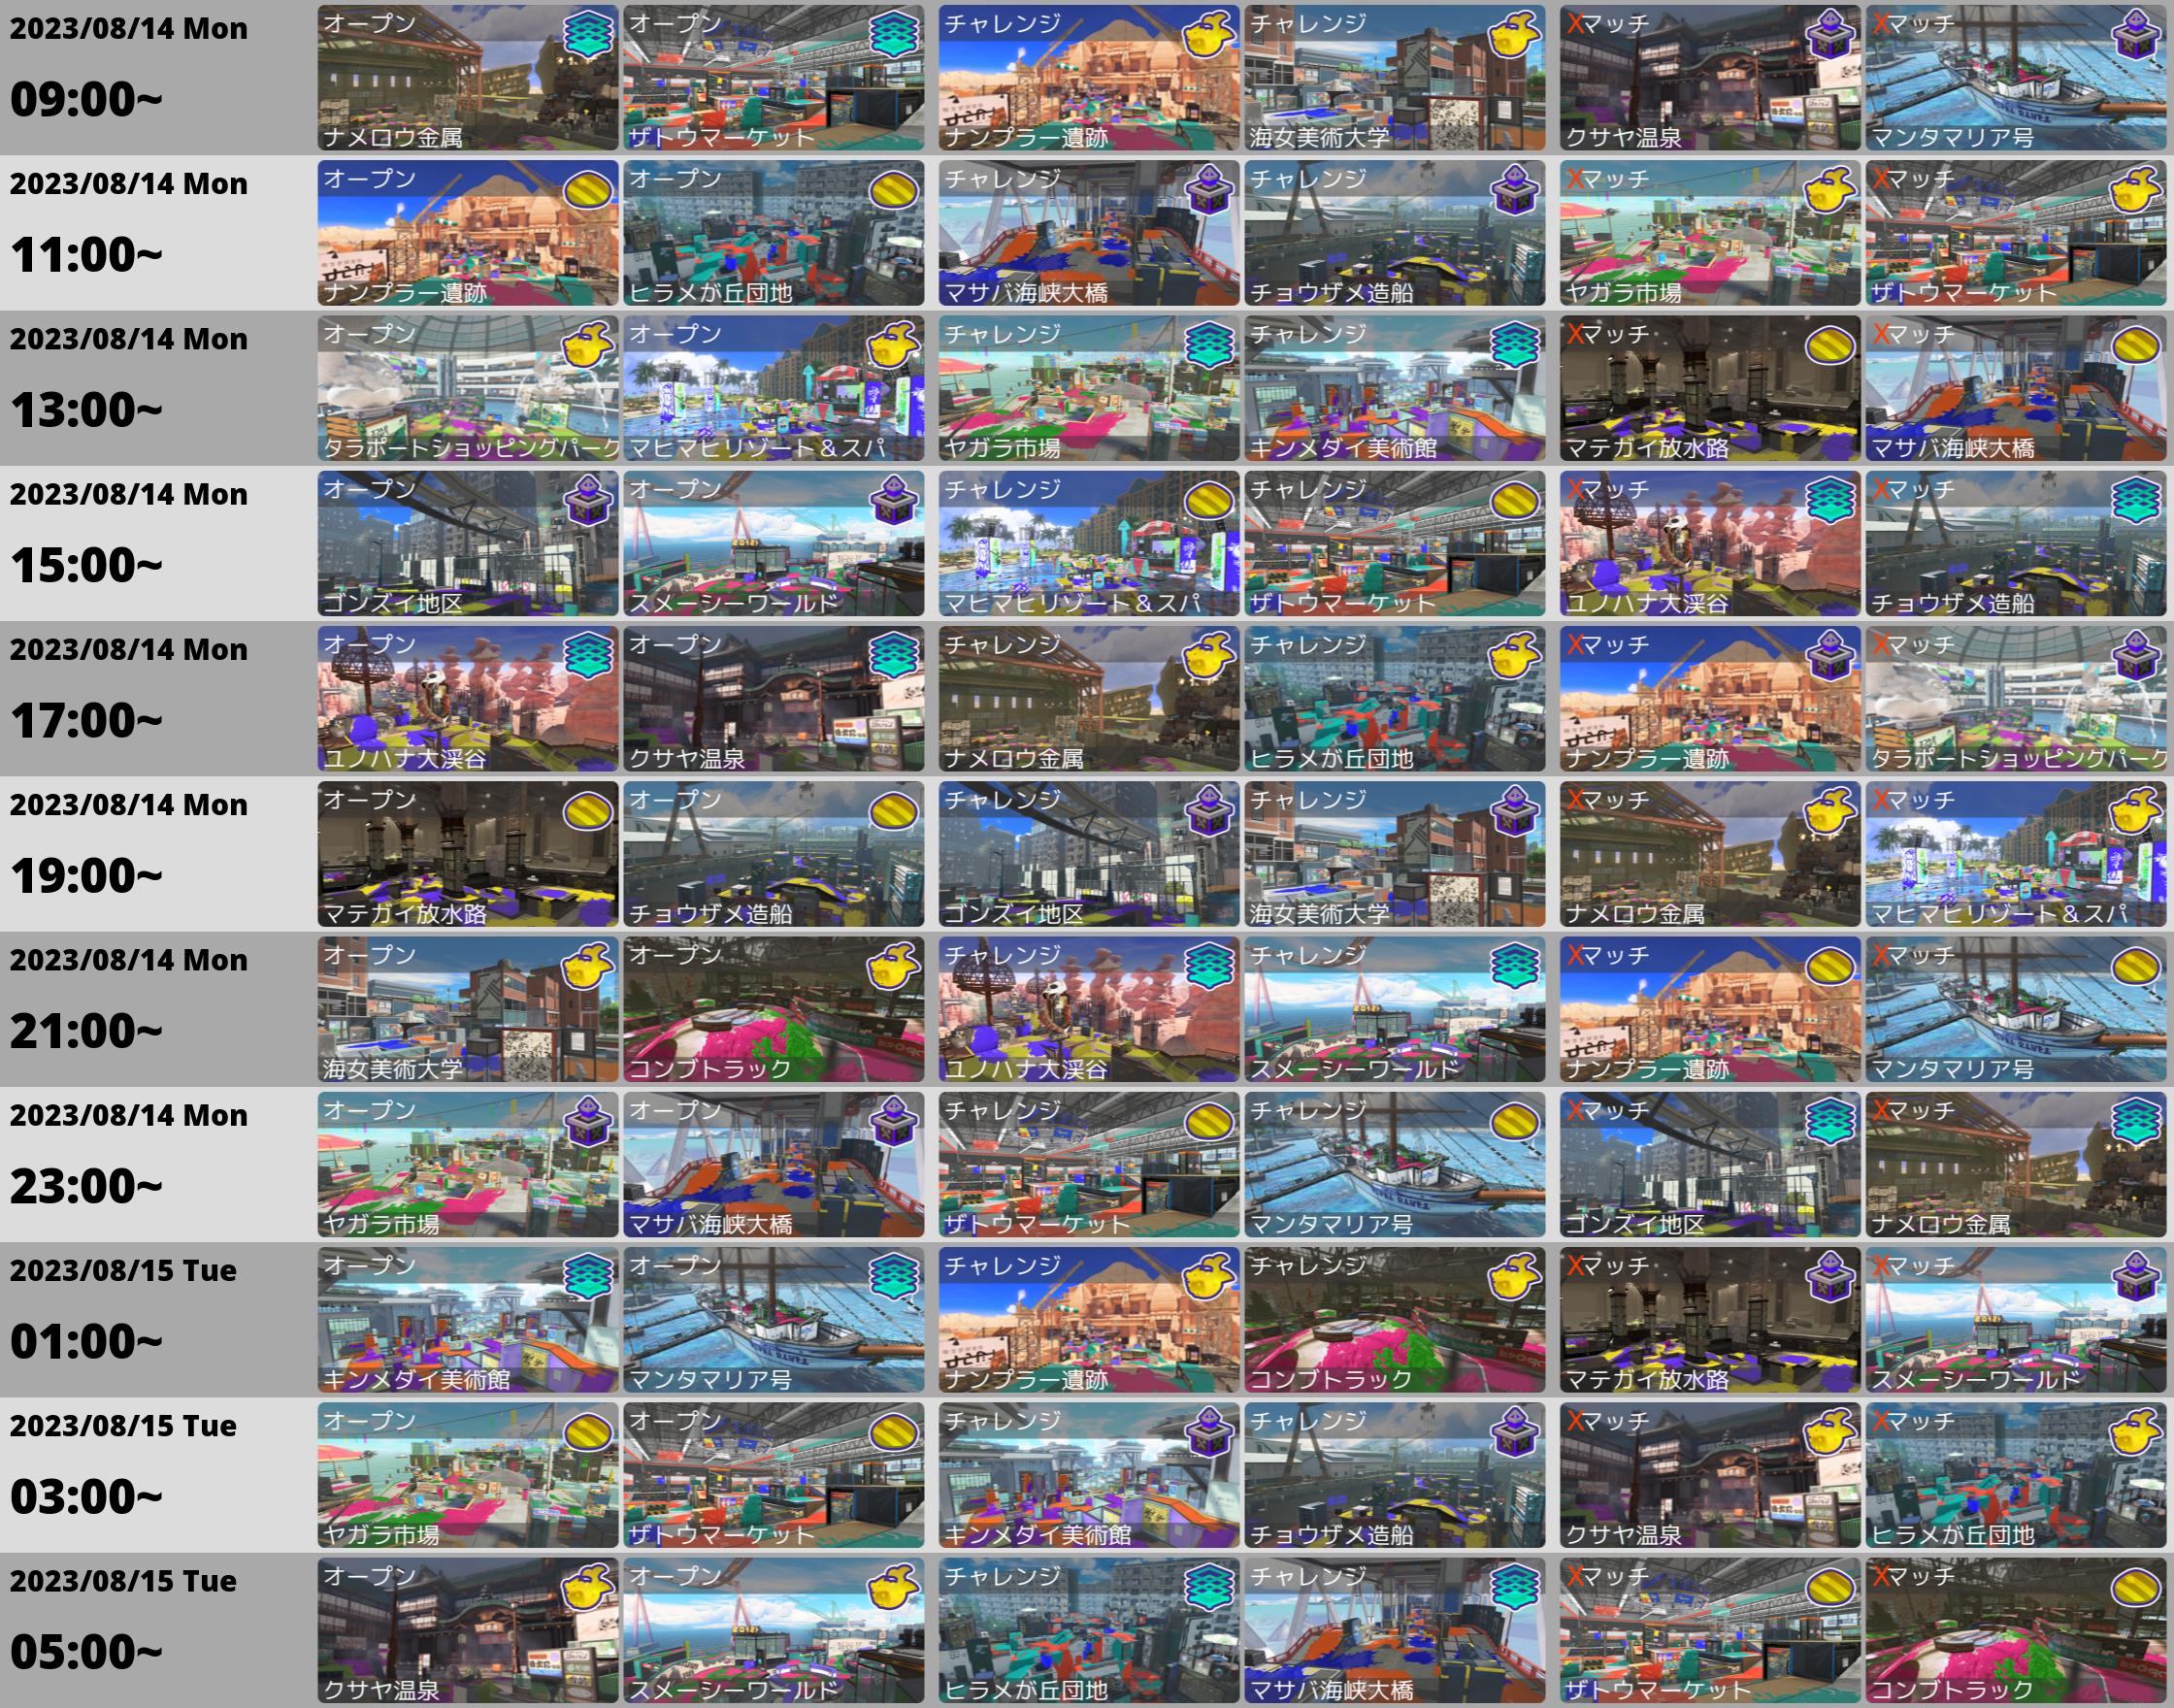 2023/08/14 Mon
09:00~
オープン
ナメロウ金属
オープン
ザトウマーケット
チャレンジ
ナンプラー遺跡
チャレンジ
海女美術大学
Xマッチ
クサヤ温泉
Xマッチ
マンタマリア号
2023/08/14 Mon
11:00~
オープン
ナンプラー遺跡
オープン
ヒラメが丘団地
チャレンジ
マサバ海峡大橋
チャレンジ
チョウザメ造船
Xマッチ
ヤガラ市場
Xマッチ
ザトウマーケット
2023/08/14 Mon
13:00~
オープン
タラポートショッピングパーク
オープン
マヒマヒリゾート＆スパ
チャレンジ
ヤガラ市場
チャレンジ
キンメダイ美術館
Xマッチ
マテガイ放水路
Xマッチ
マサバ海峡大橋
2023/08/14 Mon
15:00~
オープン
ゴンズイ地区
オープン
スメーシーワールド
チャレンジ
マヒマヒリゾート＆スパ
チャレンジ
ザトウマーケット
Xマッチ
ユノハナ大渓谷
Xマッチ
チョウザメ造船
2023/08/14 Mon
17:00~
オープン
ユノハナ大渓谷
オープン
クサヤ温泉
チャレンジ
ナメロウ金属
チャレンジ
ヒラメが丘団地
Xマッチ
ナンプラー遺跡
Xマッチ
タラポートショッピングパーク
2023/08/14 Mon
19:00~
オープン
マテガイ放水路
オープン
チョウザメ造船
チャレンジ
ゴンズイ地区
チャレンジ
海女美術大学
Xマッチ
ナメロウ金属
Xマッチ
マヒマヒリゾート＆スパ
2023/08/14 Mon
21:00~
オープン
海女美術大学
オープン
コンブトラック
チャレンジ
ユノハナ大渓谷
チャレンジ
スメーシーワールド
Xマッチ
ナンプラー遺跡
Xマッチ
マンタマリア号
2023/08/14 Mon
23:00~
オープン
ヤガラ市場
オープン
マサバ海峡大橋
チャレンジ
ザトウマーケット
チャレンジ
マンタマリア号
Xマッチ
ゴンズイ地区
Xマッチ
ナメロウ金属
2023/08/15 Tue
01:00~
オープン
キンメダイ美術館
オープン
マンタマリア号
チャレンジ
ナンプラー遺跡
チャレンジ
コンブトラック
Xマッチ
マテガイ放水路
Xマッチ
スメーシーワールド
2023/08/15 Tue
03:00~
オープン
ヤガラ市場
オープン
ザトウマーケット
チャレンジ
キンメダイ美術館
チャレンジ
チョウザメ造船
Xマッチ
クサヤ温泉
Xマッチ
ヒラメが丘団地
2023/08/15 Tue
05:00~
オープン
クサヤ温泉
オープン
スメーシーワールド
チャレンジ
ヒラメが丘団地
チャレンジ
マサバ海峡大橋
Xマッチ
ザトウマーケット
Xマッチ
コンブトラック